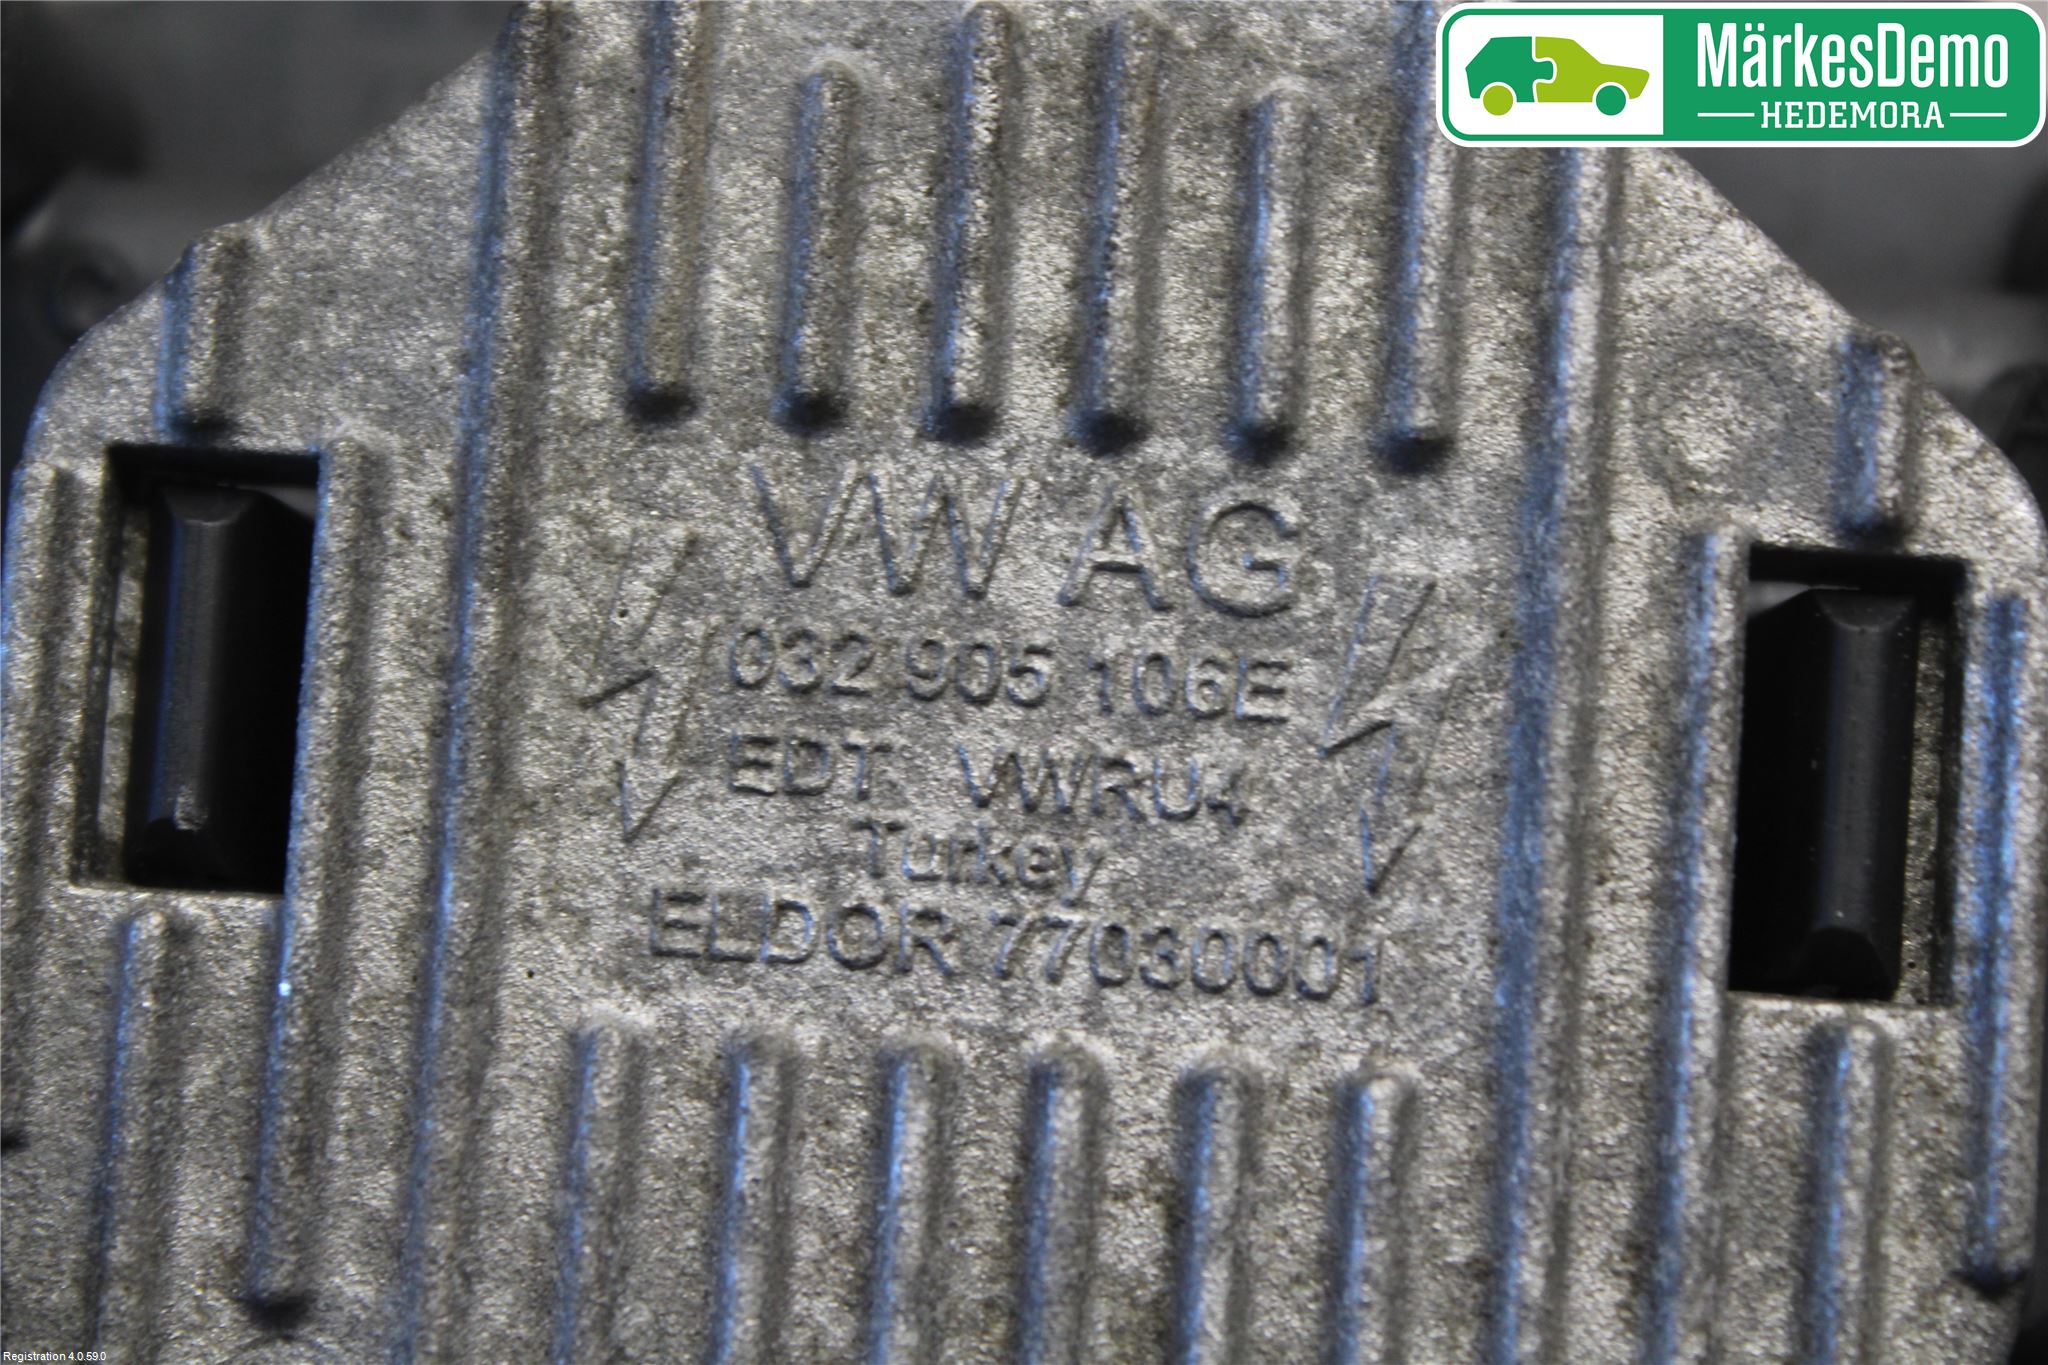 MärkesDemo
HEDEMORA
VW AG
032 905 106E
EDT VWRU4
Turkey
ELDOR 77030001
Registration 4.0.59.0